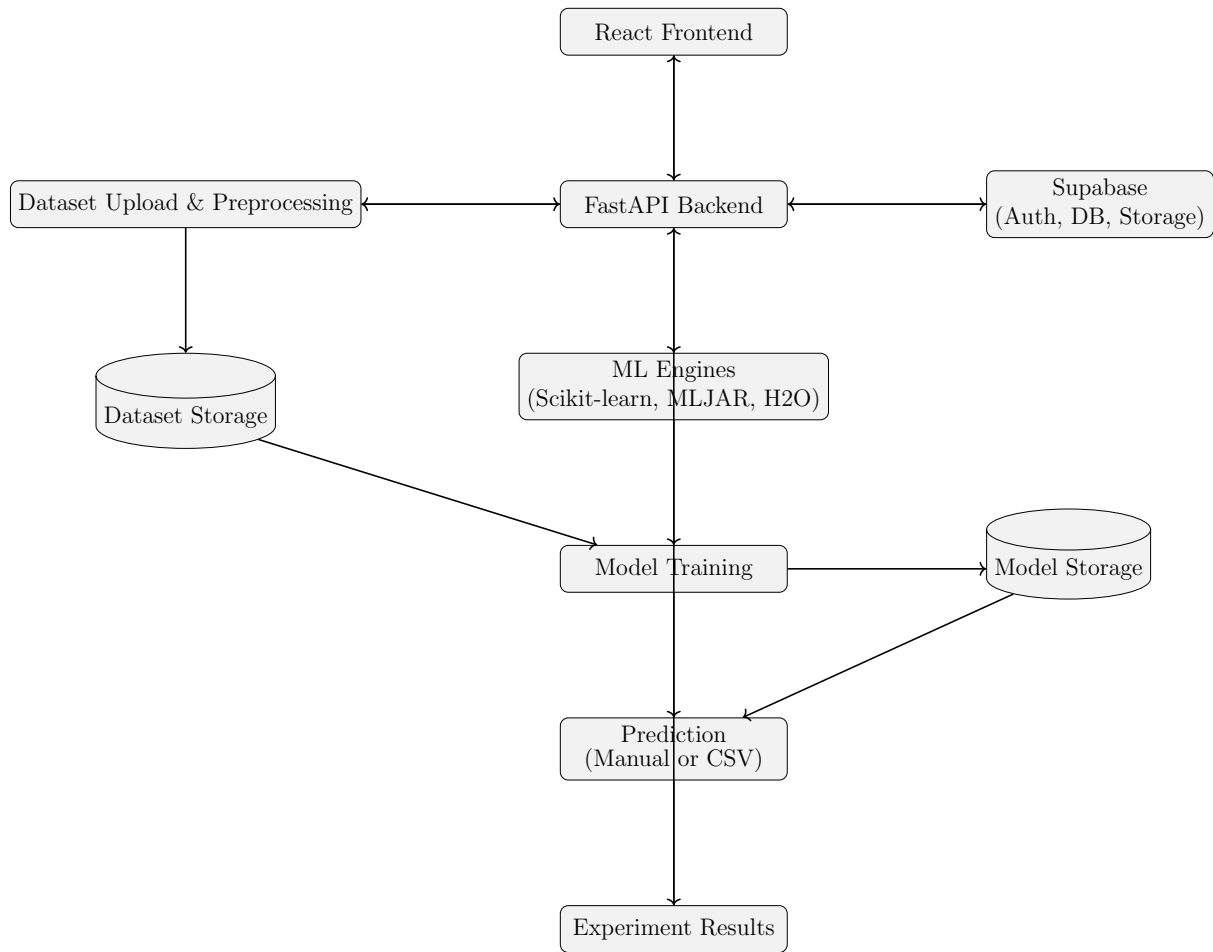 React Frontend
Dataset Upload & Preprocessing
FastAPI Backend
Supabase
(Auth, DB, Storage)
ML Engines
(Scikit-learn, MLJAR, H2O)
Dataset Storage
Model Training
Model Storage
Prediction
(Manual or CSV)
Experiment Results